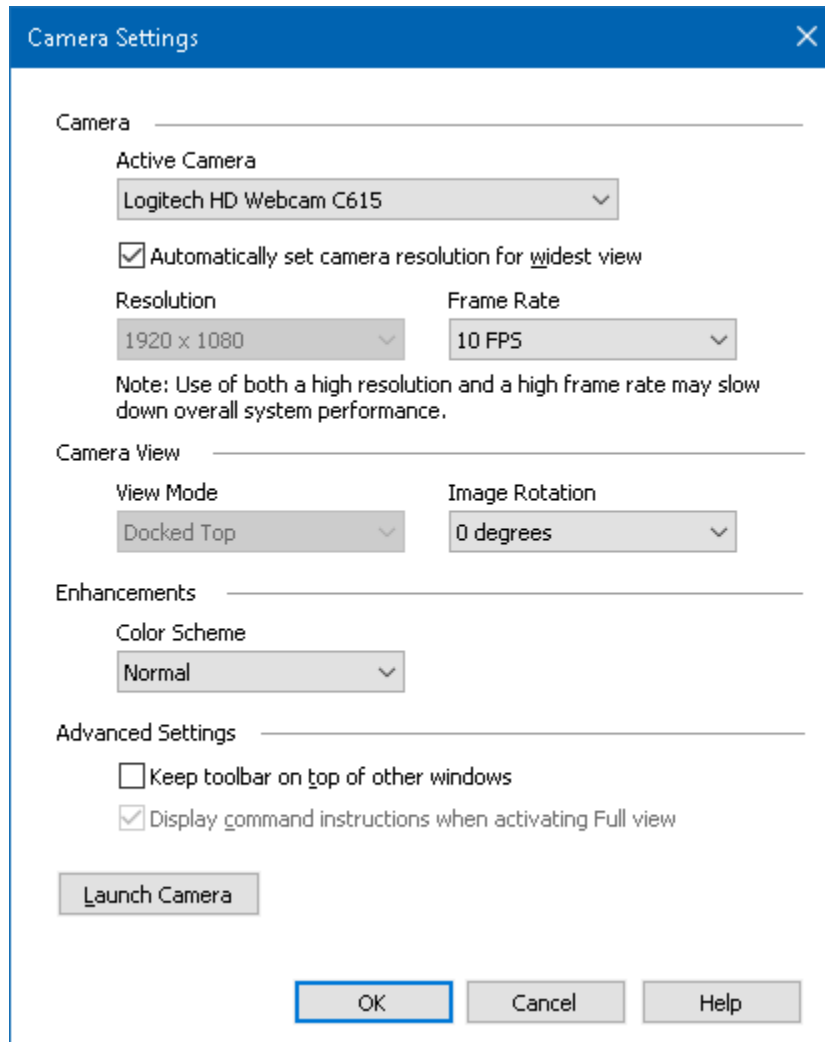 Camera Settings
Camera
Active Camera
Logitech HD Webcam C615
Automatically set camera resolution for widest view
Resolution Frame Rate
1920 x 1080 10 FPS
Note: Use of both a high resolution and a high frame rate may slow
down overall system performance.
Camera View
View Mode Image Rotation
Docked Top 0 degrees
Enhancements
Color Scheme
Normal
Advanced Settings
Keep toolbar on top of other windows
Display command instructions when activating Full view
Launch Camera
OK Cancel Help